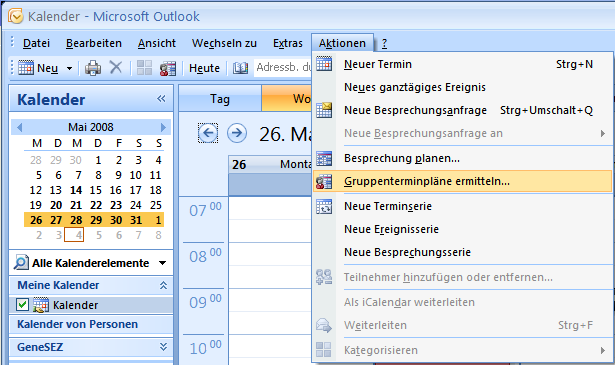 Kalender - Microsoft Outlook
Datei Bearbeiten Ansicht Wechseln zu Extras Aktionen ?
Neu Heute Adressb. du
Kalender
Mai 2008
M D M D F S S
28 29 30 1 2 3 4
5 6 7 8 9 10 11
12 13 14 15 16 17 18
19 20 21 22 23 24 25
26 27 28 29 30 31 1
2 3 4 5 6 7 8
Alle Kalenderelemente
Meine Kalender
Kalender
Kalender von Personen
GeneSEZ
Tag Wo
26. Ma
26 Monta
07 00
08 00
09 00
10 00
Neuer Termin Strg+N
Neues ganztägiges Ereignis
Neue Besprechungsanfrage Strg+Umschalt+Q
Neue Besprechungsanfrage an
Besprechung planen...
Gruppenterminpläne ermitteln...
Neue Terminserie
Neue Ereignisserie
Neue Besprechungsserie
Teilnehmer hinzufügen oder entfernen...
Als iCalendar weiterleiten
Weiterleiten Strg+F
Kategorisieren